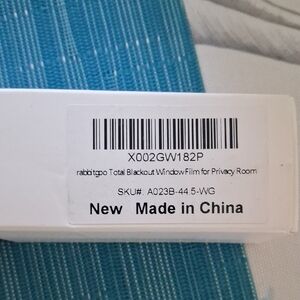 X002GW182P
rabbitgoo Total Blackout Window Film for Privacy Room
SKU#: A023B-44.5-WG
New Made in China